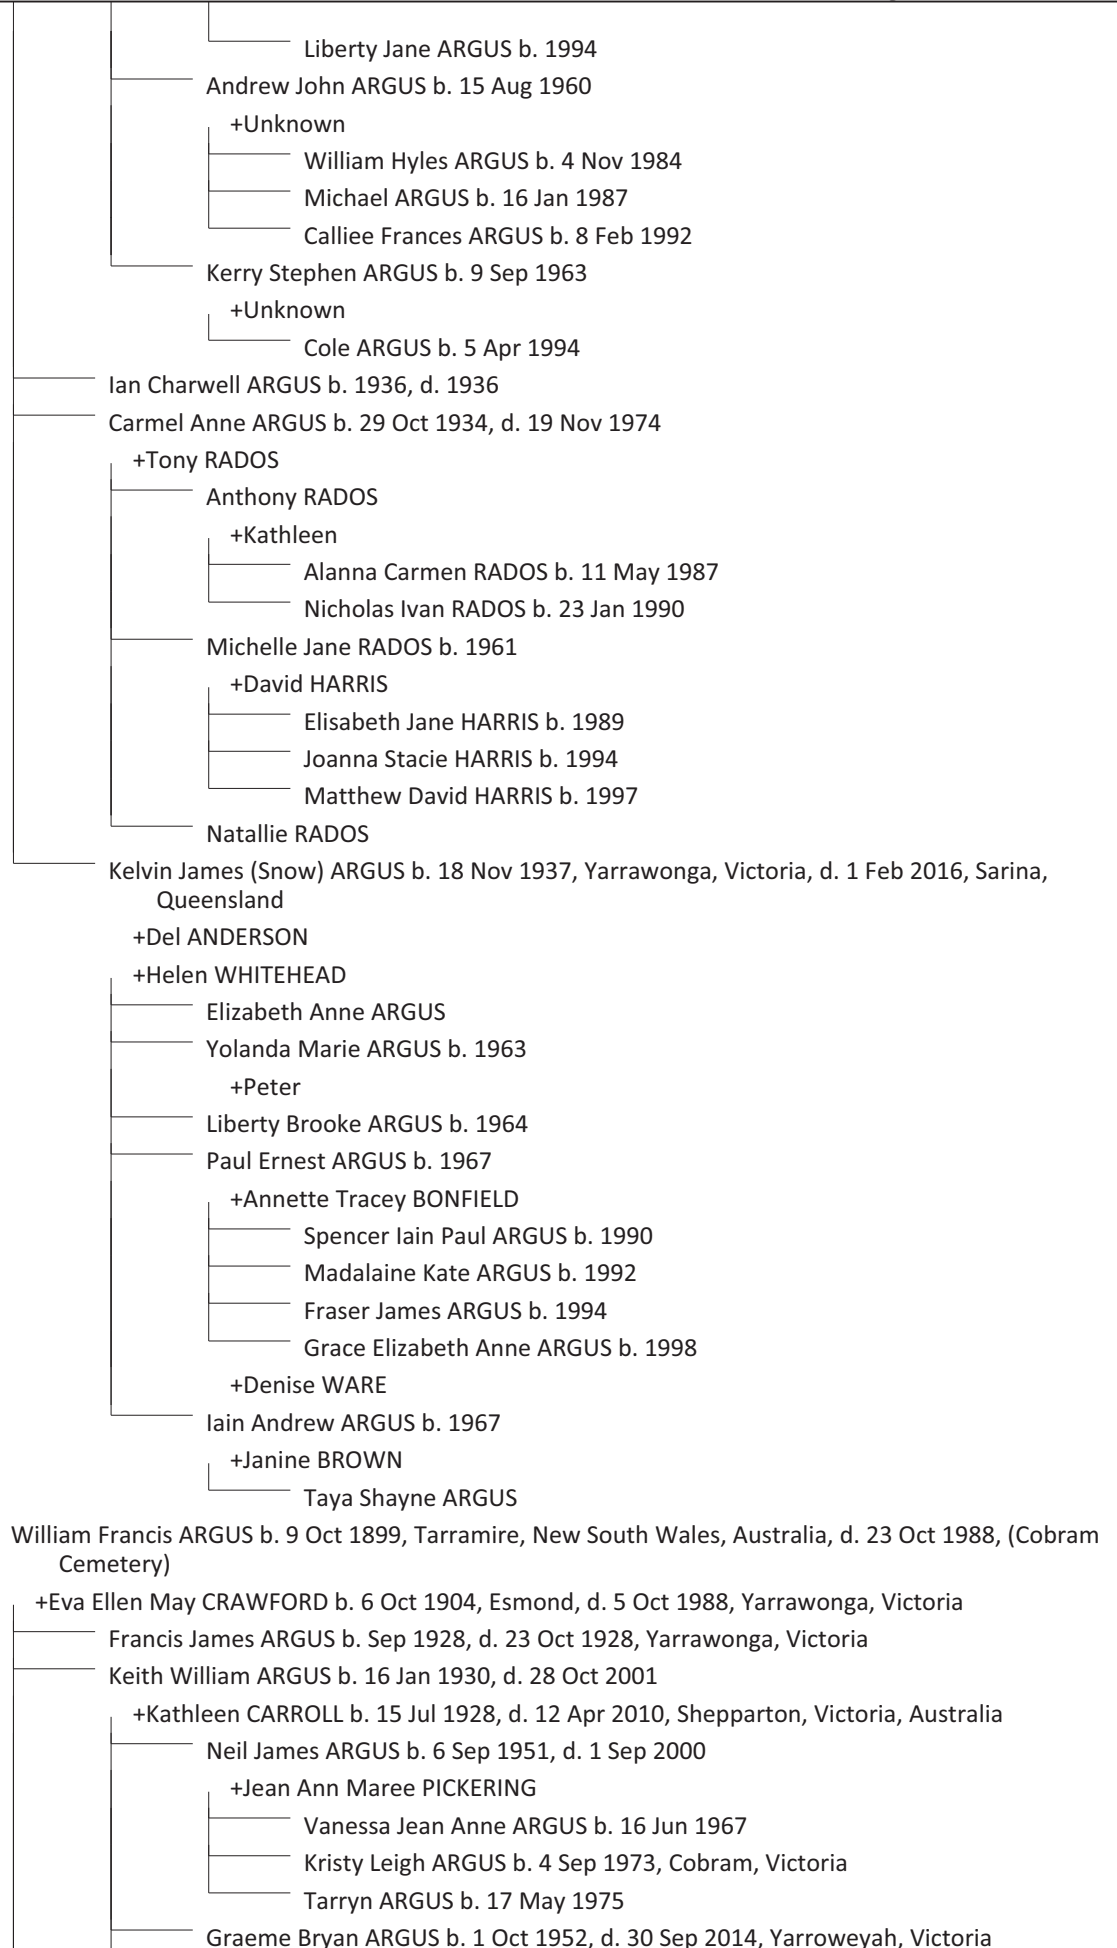 Liberty Jane ARGUS b. 1994
Andrew John ARGUS b. 15 Aug 1960
+Unknown
William Hyles ARGUS b. 4 Nov 1984
Michael ARGUS b. 16 Jan 1987
Calliee Frances ARGUS b. 8 Feb 1992
Kerry Stephen ARGUS b. 9 Sep 1963
+Unknown
Cole ARGUS b. 5 Apr 1994
Ian Charwell ARGUS b. 1936, d. 1936
Carmel Anne ARGUS b. 29 Oct 1934, d. 19 Nov 1974
+Tony RADOS
Anthony RADOS
+Kathleen
Alanna Carmen RADOS b. 11 May 1987
Nicholas Ivan RADOS b. 23 Jan 1990
Michelle Jane RADOS b. 1961
+David HARRIS
Elisabeth Jane HARRIS b. 1989
Joanna Stacie HARRIS b. 1994
Matthew David HARRIS b. 1997
Natallie RADOS
Kelvin James (Snow) ARGUS b. 18 Nov 1937, Yarrawonga, Victoria, d. 1 Feb 2016, Sarina,
Queensland
+Del ANDERSON
+Helen WHITEHEAD
Elizabeth Anne ARGUS
Yolanda Marie ARGUS b. 1963
+Peter
Liberty Brooke ARGUS b. 1964
Paul Ernest ARGUS b. 1967
+Annette Tracey BONFIELD
Spencer Iain Paul ARGUS b. 1990
Madalaine Kate ARGUS b. 1992
Fraser James ARGUS b. 1994
Grace Elizabeth Anne ARGUS b. 1998
+Denise WARE
Iain Andrew ARGUS b. 1967
+Janine BROWN
Taya Shayne ARGUS
William Francis ARGUS b. 9 Oct 1899, Tarramire, New South Wales, Australia, d. 23 Oct 1988, (Cobram
Cemetery)
+Eva Ellen May CRAWFORD b. 6 Oct 1904, Esmond, d. 5 Oct 1988, Yarrawonga, Victoria
Francis James ARGUS b. Sep 1928, d. 23 Oct 1928, Yarrawonga, Victoria
Keith William ARGUS b. 16 Jan 1930, d. 28 Oct 2001
+Kathleen CARROLL b. 15 Jul 1928, d. 12 Apr 2010, Shepparton, Victoria, Australia
Neil James ARGUS b. 6 Sep 1951, d. 1 Sep 2000
+Jean Ann Maree PICKERING
Vanessa Jean Anne ARGUS b. 16 Jun 1967
Kristy Leigh ARGUS b. 4 Sep 1973, Cobram, Victoria
Tarryn ARGUS b. 17 May 1975
Graeme Bryan ARGUS b. 1 Oct 1952, d. 30 Sep 2014, Yarroweyah, Victoria